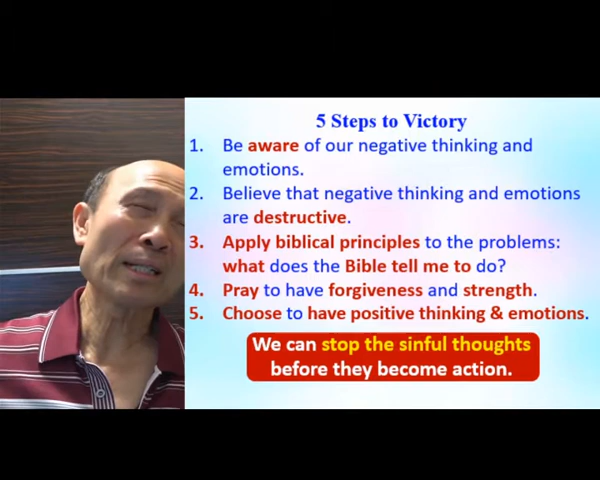 5 Steps to Victory
1. Be aware of our negative thinking and
emotions.
2. Believe that negative thinking and emotions
are destructive.
3. Apply biblical principles to the problems:
what does the Bible tell me to do?
4. Pray to have forgiveness and strength.
5. Choose to have positive thinking & emotions.
We can stop the sinful thoughts
before they become action.